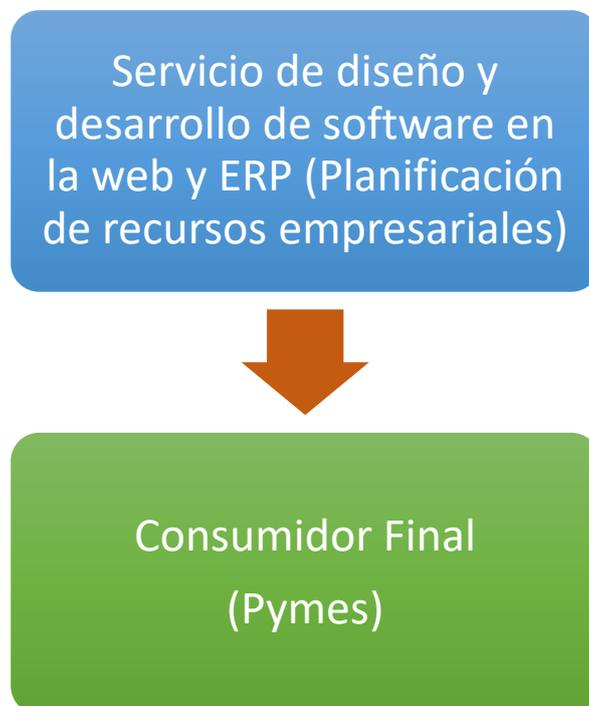 Servicio de diseño y
desarrollo de software en
la web y ERP (Planificación
de recursos empresariales)
Consumidor Final
(Pymes)